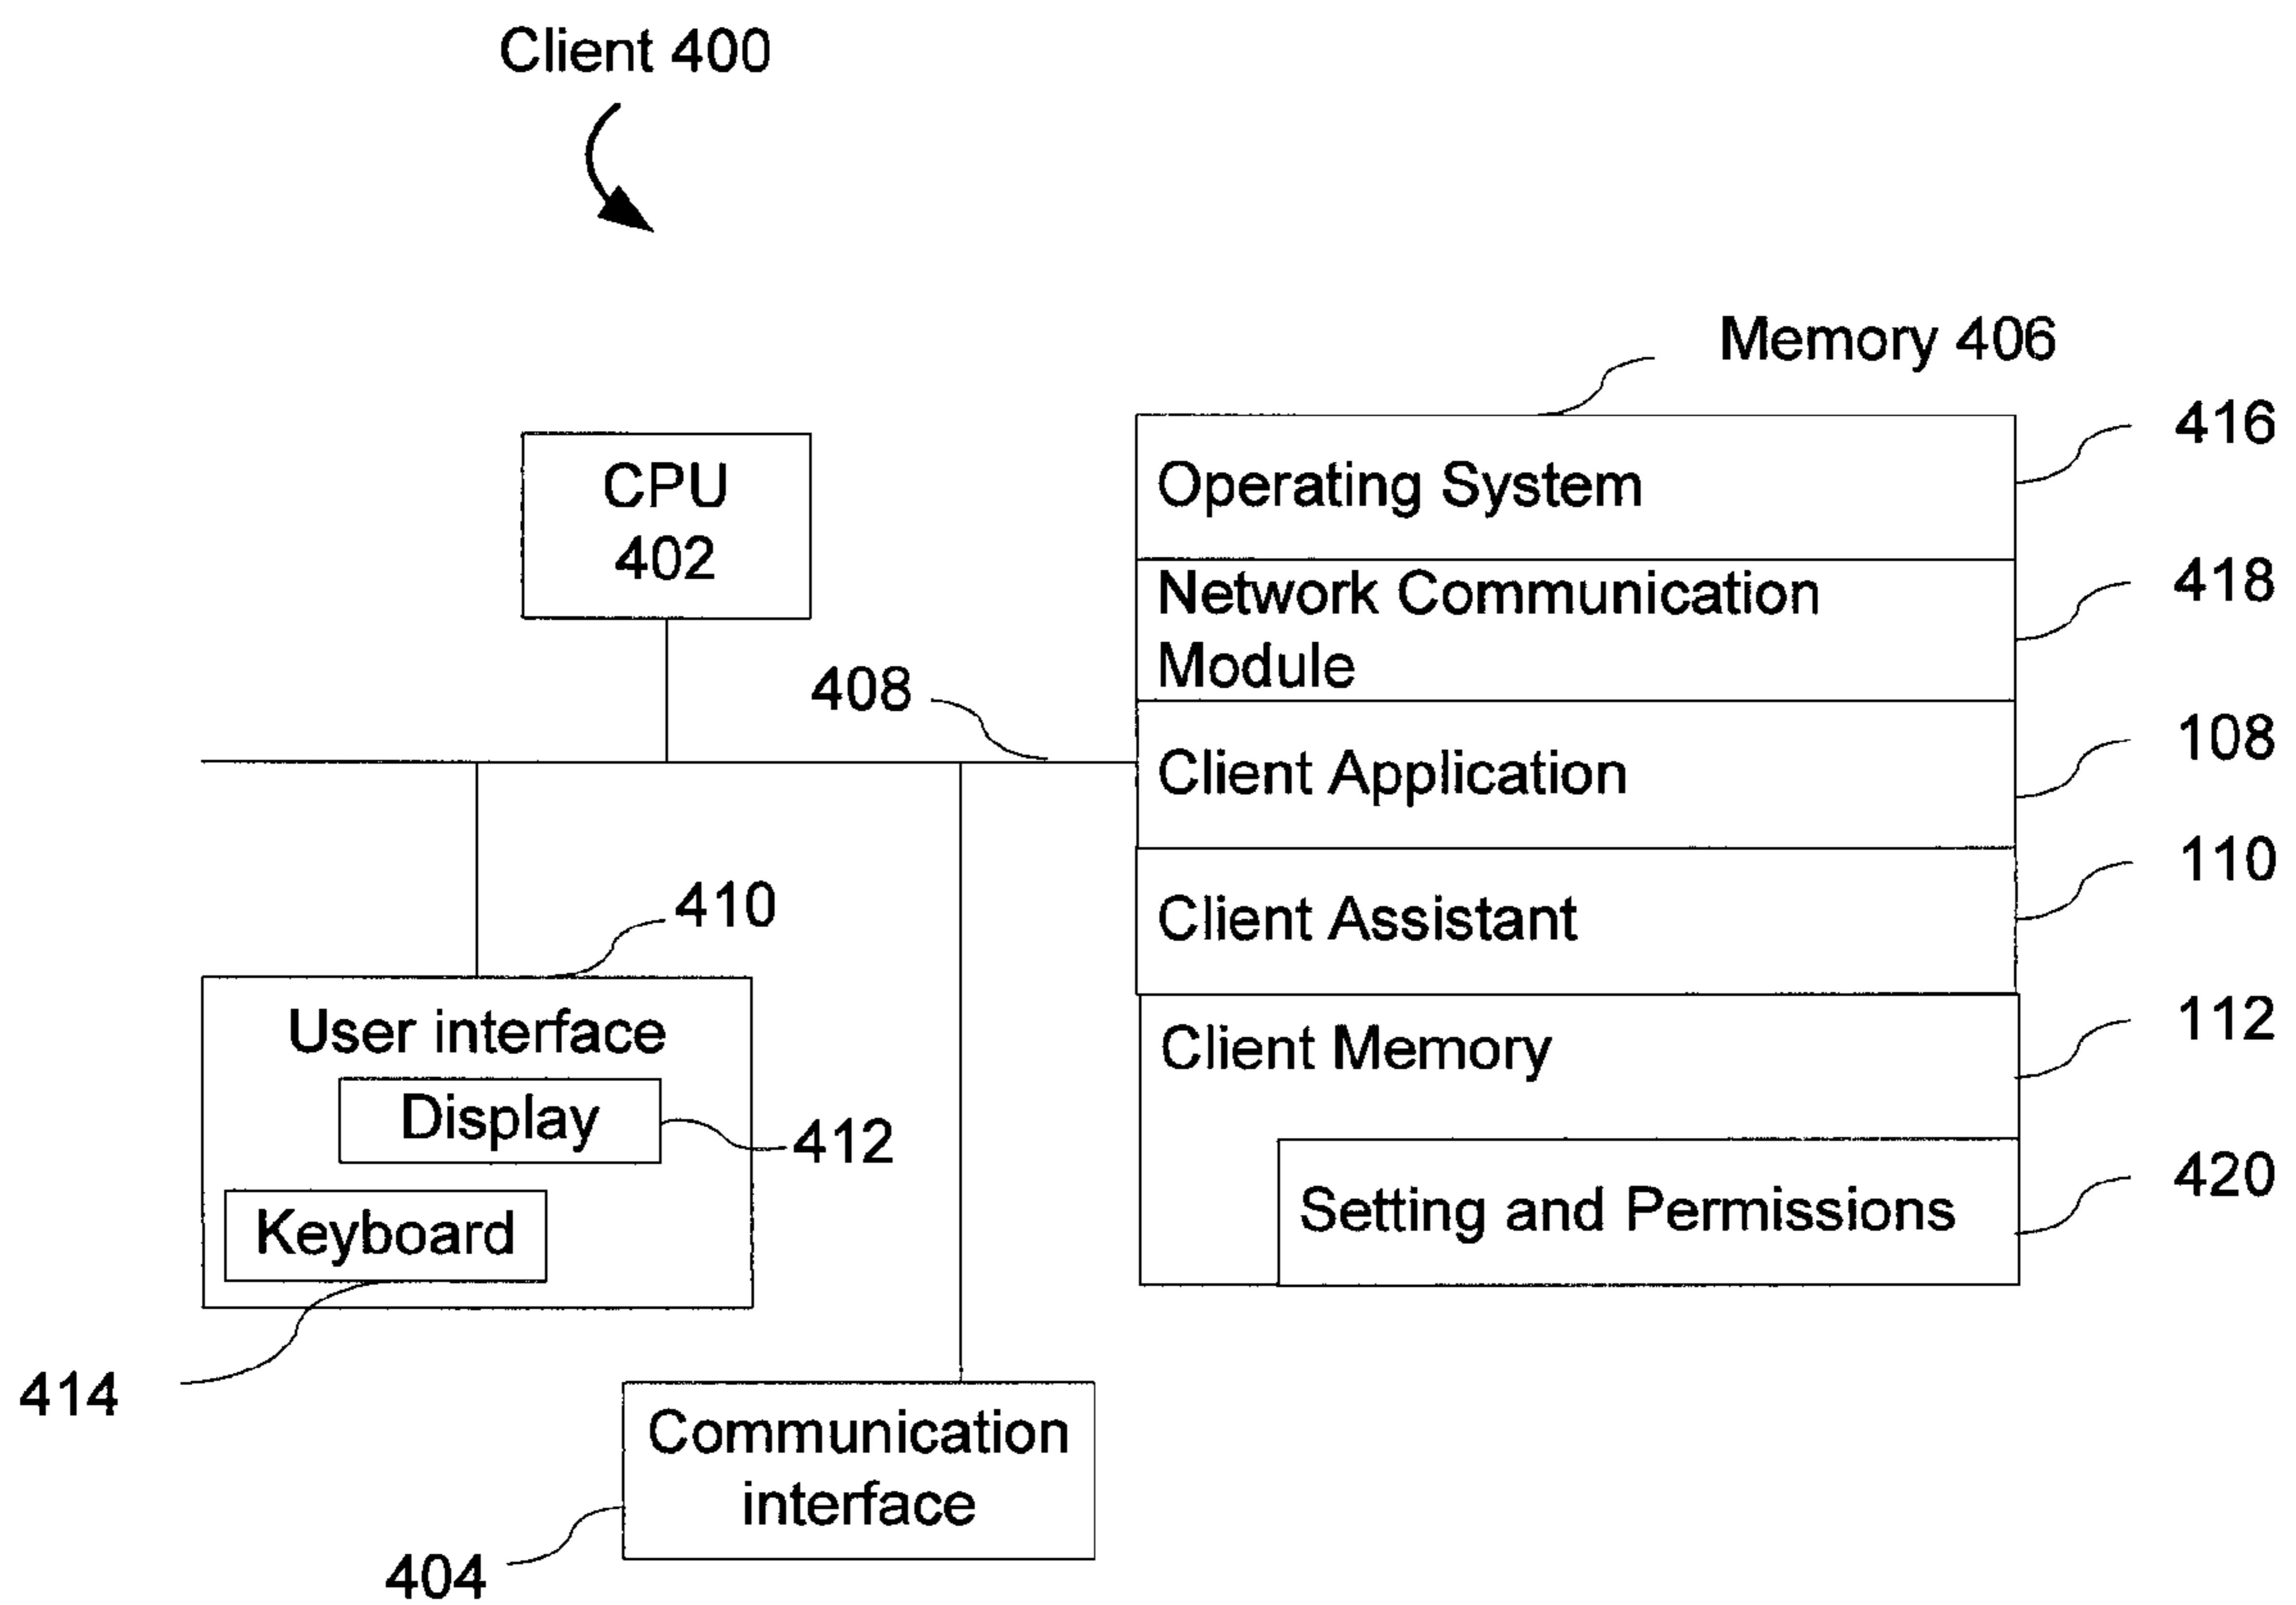 Client 400
Memory 406
416
Operating System
CPU
402
418
Network Communication
Module
408
108
Client Application
110
Client Assistant
410
112
User interface
Client Memory
Display
412
420
Setting and Permissions
Keyboard
414
Communication
interface
404